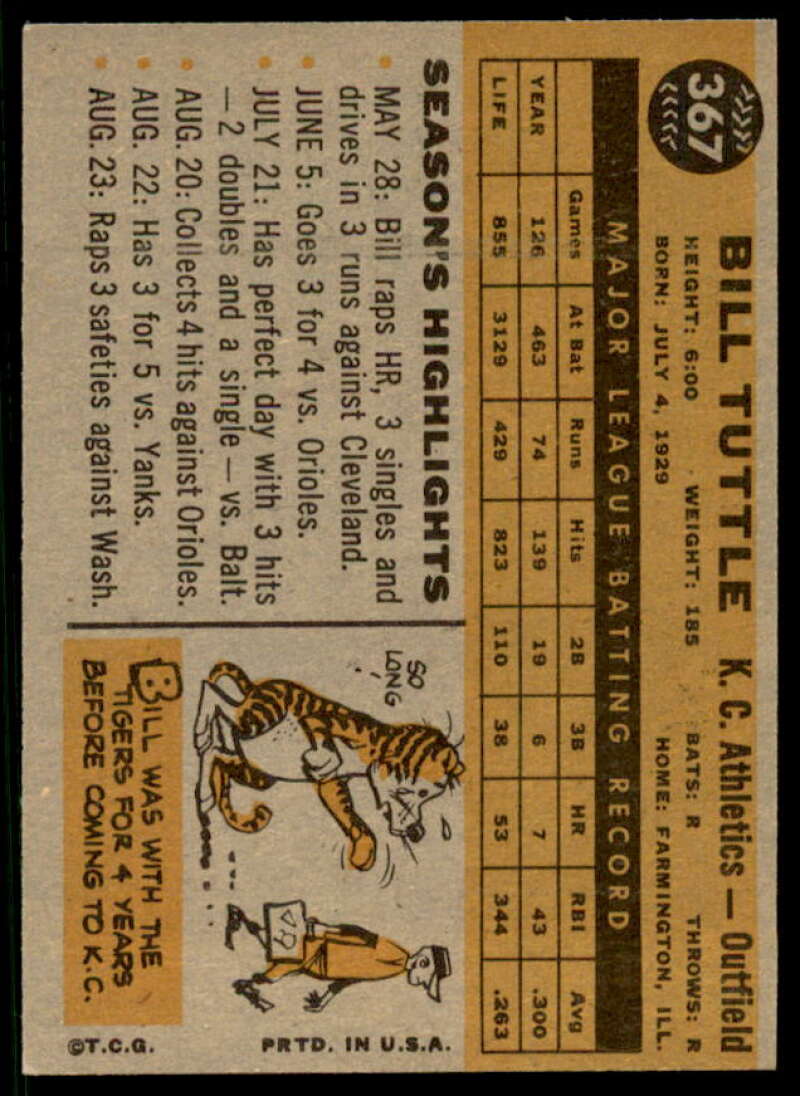 367
BILL TUTTLE K. C. Athletics — Outfield
HEIGHT: 6:00 WEIGHT: 185 BATS: R THROWS: R
BORN: JULY 4, 1929 HOME: FARMINGTON, ILL.
MAJOR LEAGUE BATTING RECORD
Games At Bat Runs Hits 2B 3B HR RBI Avg
YEAR 126 463 74 139 19 6 7 43 .300
LIFE 855 3129 429 823 110 38 53 344 .263
SEASON'S HIGHLIGHTS
MAY 28: Bill raps HR, 3 singles and
drives in 3 runs against Cleveland.
JUNE 5: Goes 3 for 4 vs. Orioles.
JULY 21: Has perfect day with 3 hits
— 2 doubles and a single — vs. Balt.
AUG. 20: Collects 4 hits against Orioles.
AUG. 22: Has 3 for 5 vs. Yanks.
AUG. 23: Raps 3 safeties against Wash.
SO
LONG
BILL WAS WITH THE
TIGERS FOR 4 YEARS
BEFORE COMING TO K.C.
©T.C.G. PRTD. IN U.S.A.